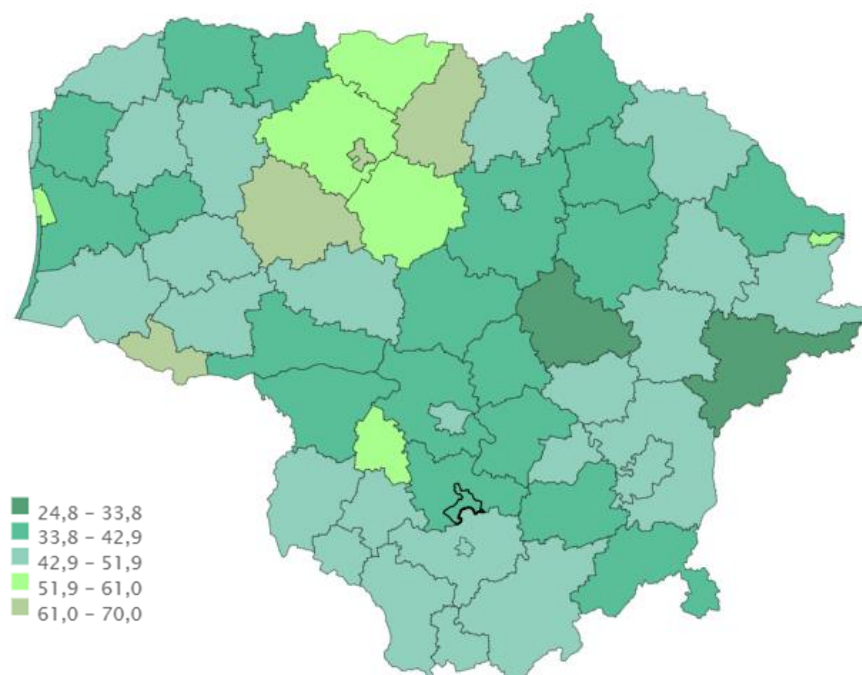 24,8 – 33,8
33,8 – 42,9
42,9 – 51,9
51,9 – 61,0
61,0 – 70,0